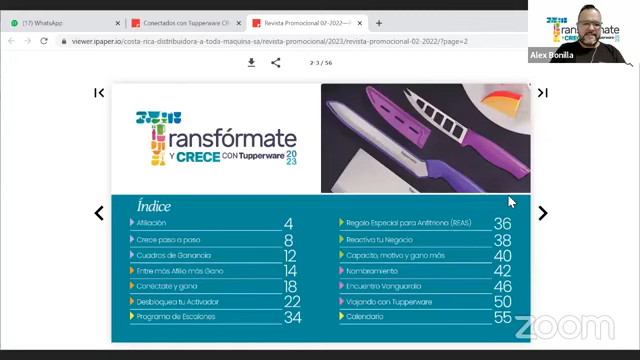 WhatsApp
Conectados con Tupperware CR
Revista Promocional 02-2022—P
viewer.ipaper.io/costa-rica-distribuidora-a-toda-maquina-sa/revista-promocional/2023/revista-promocional-02-2022/?page=2
2-3 / 56
Transfórmate
Y CRECE
Alex Bonilla
Transfórmate
Y CRECE CON Tupperware 2023
Índice
Afiliación 4
Crece paso a paso 8
Cuadros de Ganancia 12
Entre más Afilio más Gano 14
Conéctate y gana 18
Desbloquea tu Activador 22
Programa de Escalones 34
Regalo Especial para Anfitriona (REAS) 36
Reactiva tu Negocio 38
Capacito, motivo y gano más 40
Nombramiento 42
Encuentro Vanguardia 46
Viajando con Tupperware 50
Calendario 55
zoom